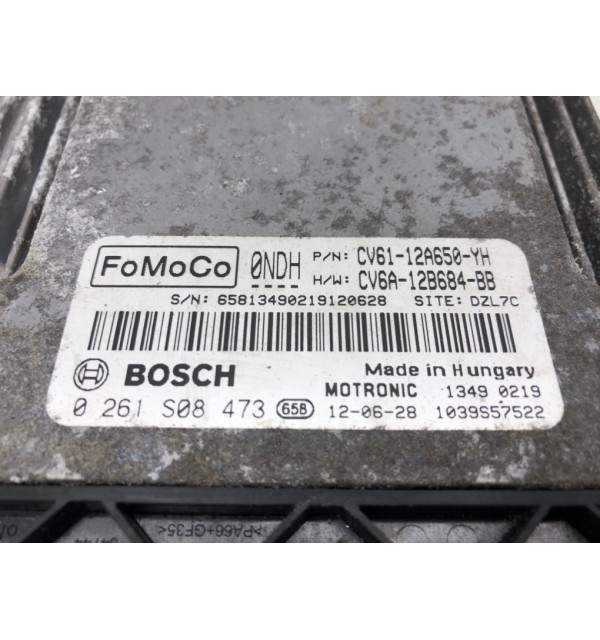 FoMoCo 0NDH P/N: CV61-12A650-YH
H/W: CV6A-12B684-BB
S/N: 65813490219120628 SITE: DZL7C
BOSCH Made in Hungary
MOTRONIC 1349 0219
0 261 S08 473 658 12-06-28 1039S57522
>PA66+GF35<